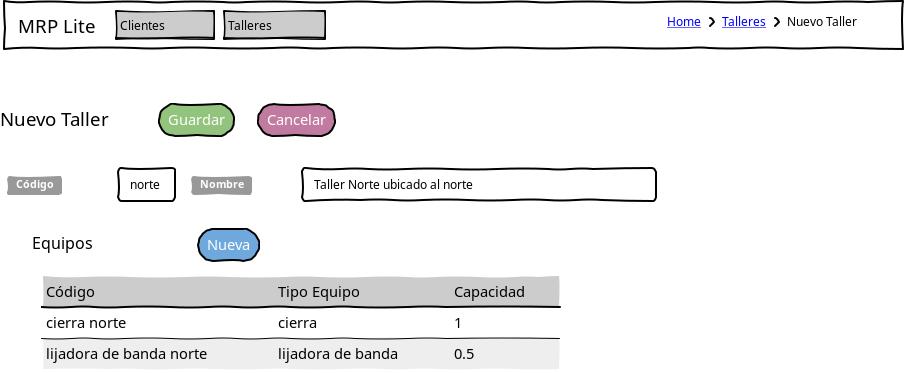 MRP Lite Clientes Talleres Home > Talleres > Nuevo Taller
Nuevo Taller Guardar Cancelar
Código norte Nombre Taller Norte ubicado al norte
Equipos Nueva
Código Tipo Equipo Capacidad
cierra norte cierra 1
lijadora de banda norte lijadora de banda 0.5